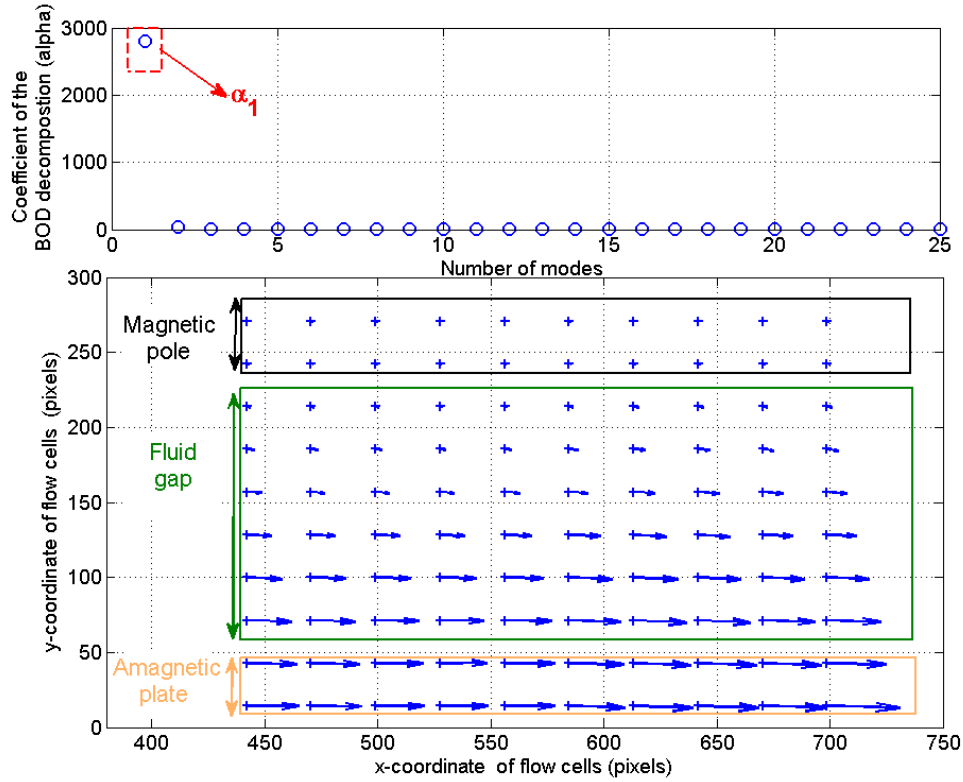 Coefficient of the
BOD decompostion (alpha)
3000
2000
1000
0
α1
0 5 10 15 20 25
Number of modes
y-coordinate of flow cells (pixels)
300
250
200
150
100
50
0
Magnetic
pole
Fluid
gap
Amagnetic
plate
400 450 500 550 600 650 700 750
x-coordinate of flow cells (pixels)